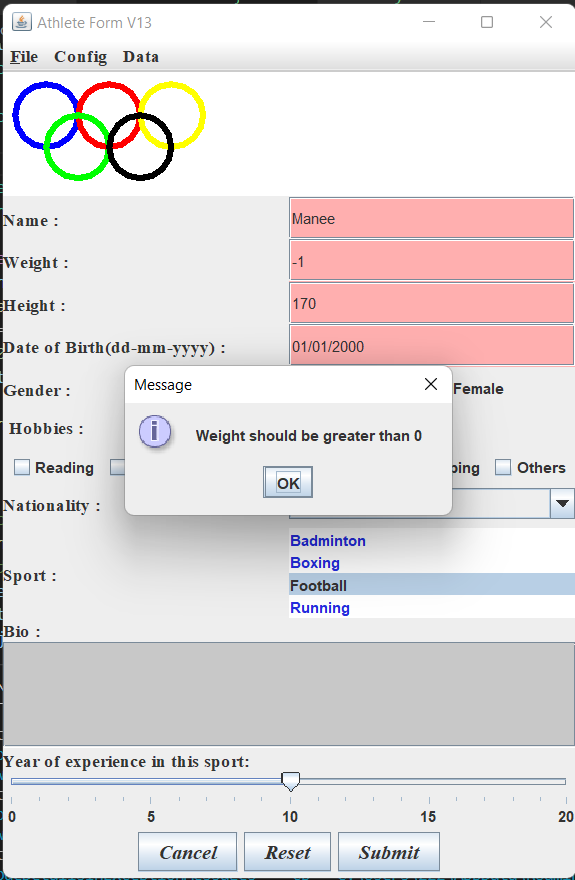 Athlete Form V13
File Config Data
Name : Manee
Weight : -1
Height : 170
Date of Birth(dd-mm-yyyy) : 01/01/2000
Gender : Female
Message
Weight should be greater than 0
OK
Hobbies :
Reading Others
Nationality :
Sport :
Badminton
Boxing
Football
Running
Bio :
Year of experience in this sport:
0 5 10 15 20
Cancel Reset Submit